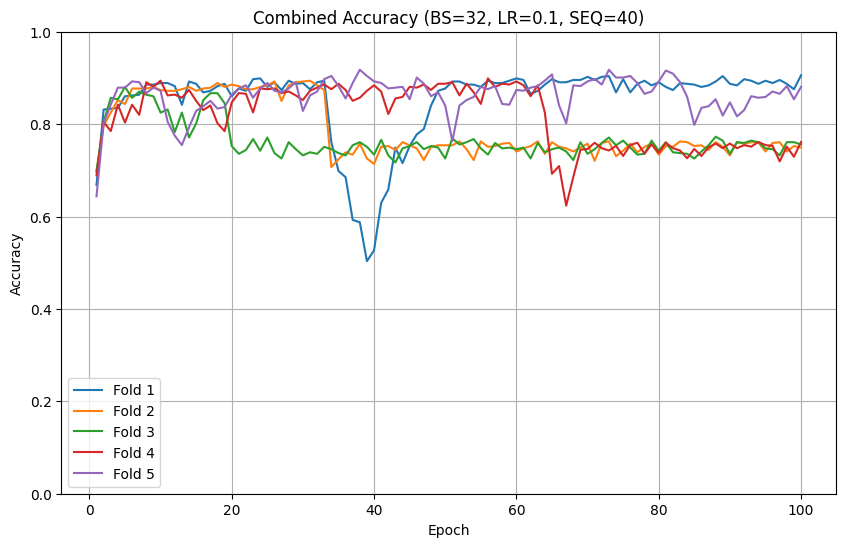 Combined Accuracy (BS=32, LR=0.1, SEQ=40)
Accuracy
1.0
0.8
0.6
0.4
0.2
0.0
Fold 1
Fold 2
Fold 3
Fold 4
Fold 5
0 20 40 60 80 100
Epoch